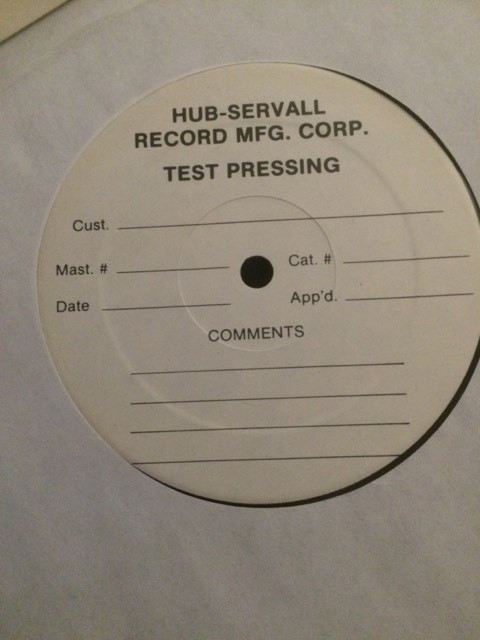 HUB-SERVALL
RECORD MFG. CORP.
TEST PRESSING
Cust.
Mast. # Cat. #
Date App'd.
COMMENTS